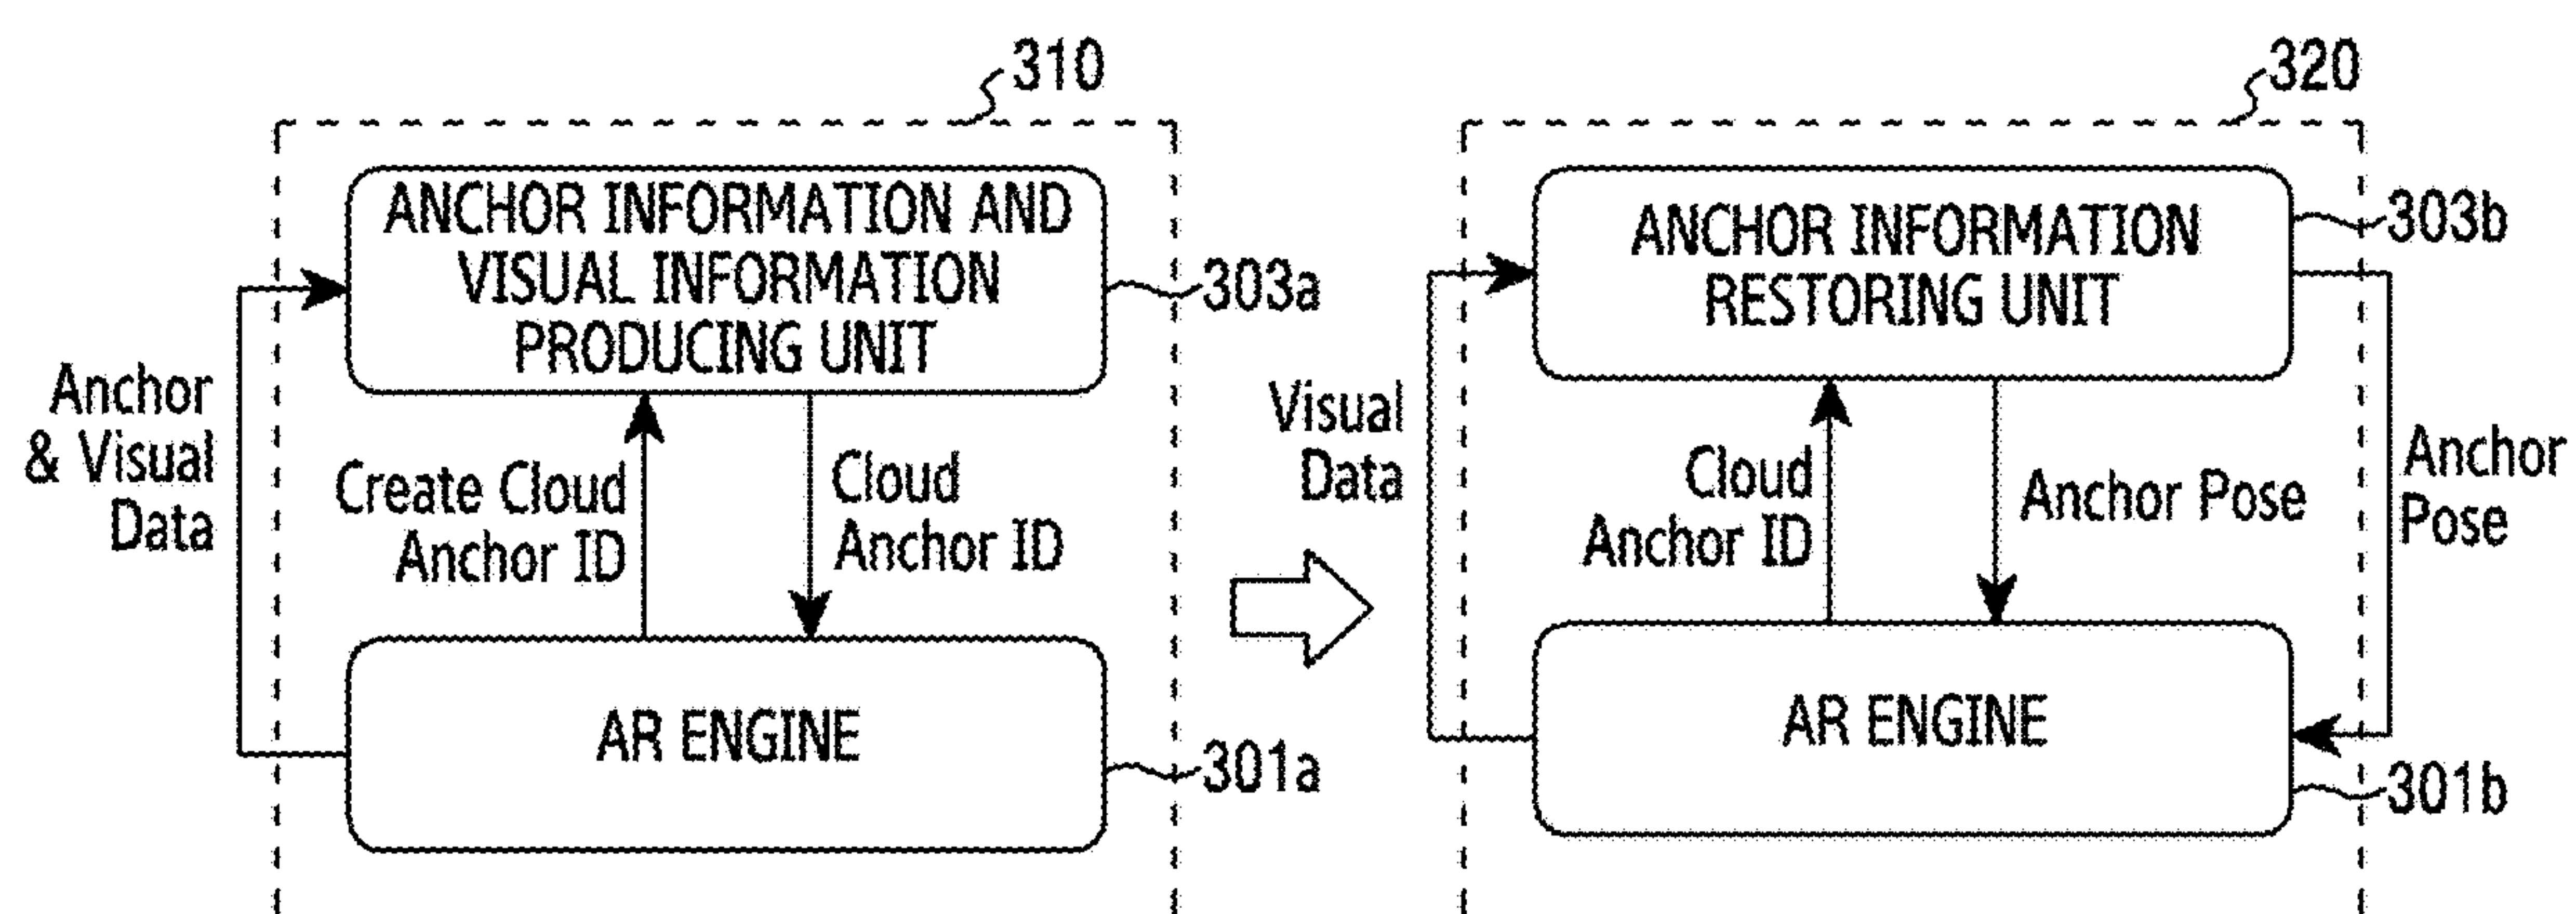 310
ANCHOR INFORMATION AND
VISUAL INFORMATION
PRODUCING UNIT
303a
Anchor
& Visual
Data
Create Cloud
Anchor ID
Cloud
Anchor ID
AR ENGINE
301a
320
ANCHOR INFORMATION
RESTORING UNIT
303b
Visual
Data
Cloud
Anchor ID
Anchor Pose
Anchor
Pose
AR ENGINE
301b